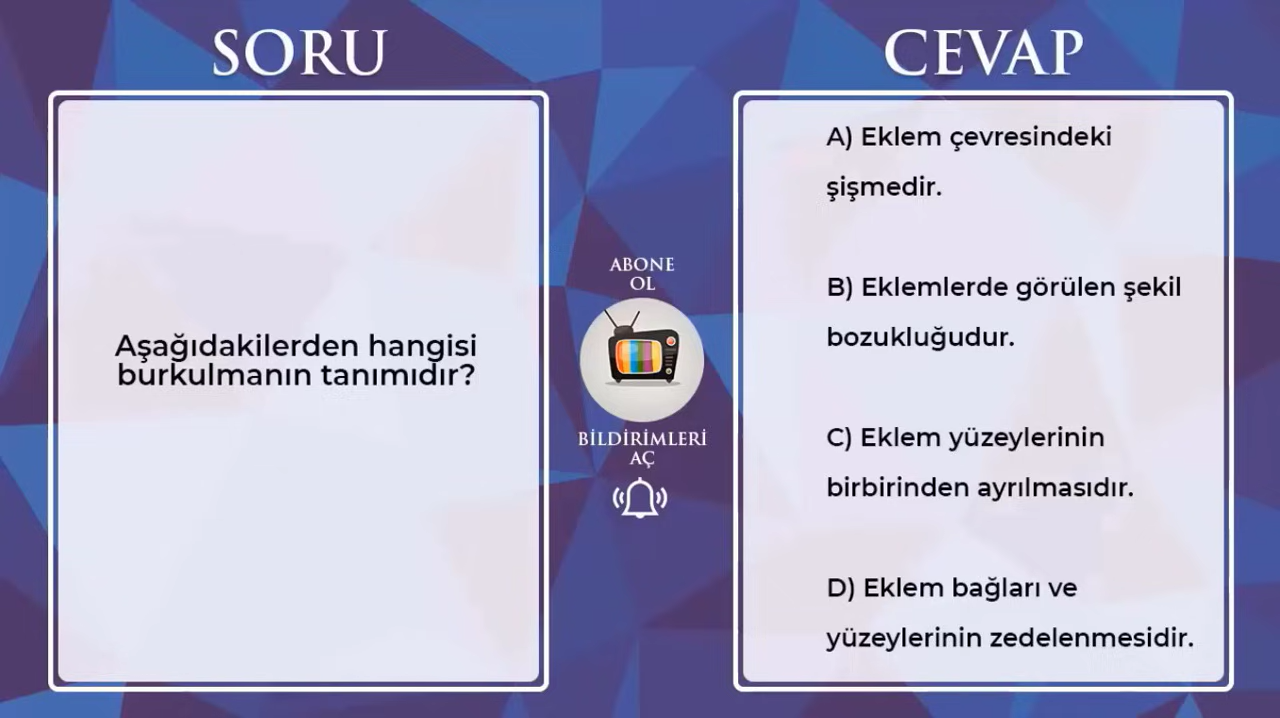 SORU
Aşağıdakilerden hangisi
burkulmanın tanımıdır?
ABONE
OL
BİLDİRİMLERİ
AÇ
CEVAP
A) Eklem çevresindeki
şişmedir.
B) Eklemlerde görülen şekil
bozukluğudur.
C) Eklem yüzeylerinin
birbirinden ayrılmasıdır.
D) Eklem bağları ve
yüzeylerinin zedelenmesidir.